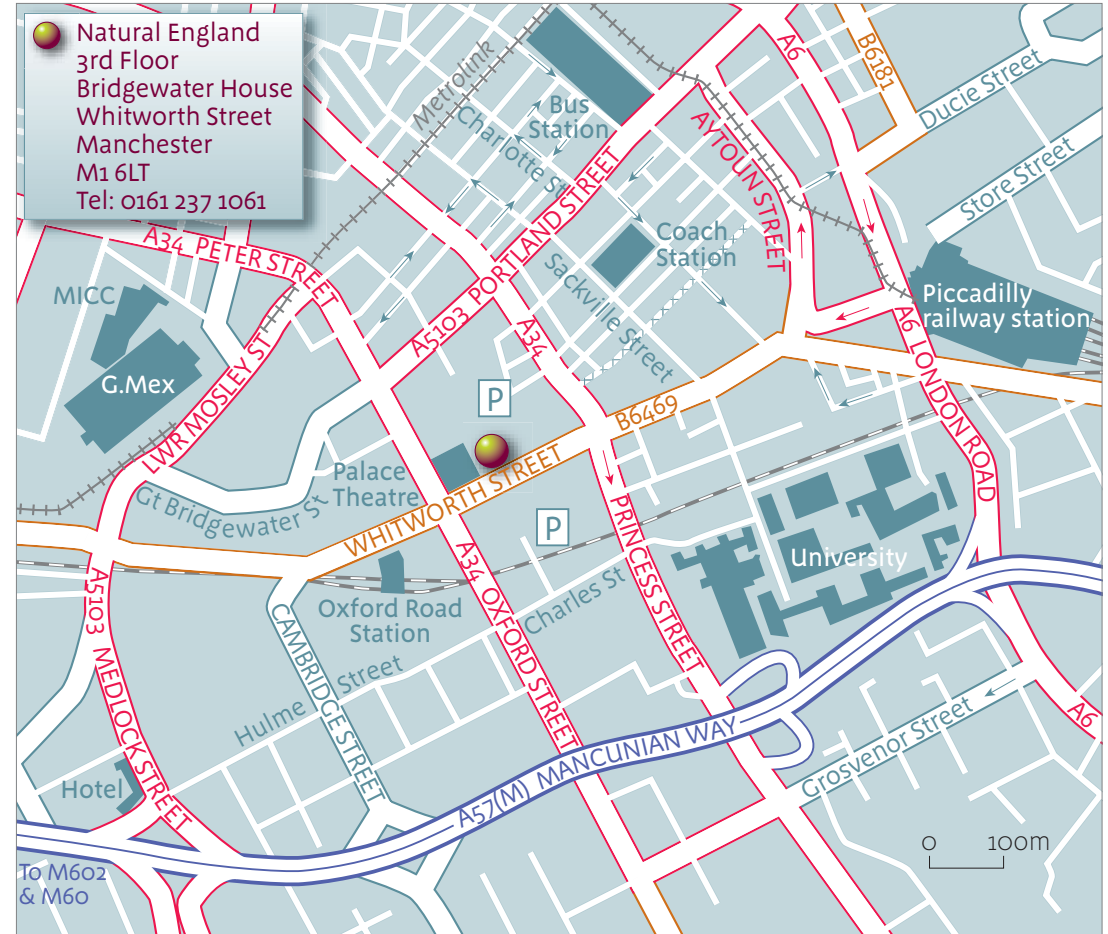 Natural England
3rd Floor
Bridgewater House
Whitworth Street
Manchester
M1 6LT
Tel: 0161 237 1061
Metrolink
A6
B6181
Ducie Street
Bus
Station
Charlotte St
AYTOUN STREET
Store Street
A34 PETER STREET
A5103 PORTLAND STREET
Coach
Station
Sackville Street
MICC
G.Mex
LWR MOSLEY ST
A34
Piccadilly
railway station
A6 LONDON ROAD
P
B6469
Palace
Theatre
WHITWORTH STREET
Gt Bridgewater St
P
PRINCESS STREET
University
A5103 MEDLOCK STREET
Oxford Road
Station
A34 OXFORD STREET
Charles St
CAMBRIDGE STREET
Hulme Street
Hotel
A57(M) MANCUNIAN WAY
Grosvenor Street
A6
To M602
& M60
0 100m